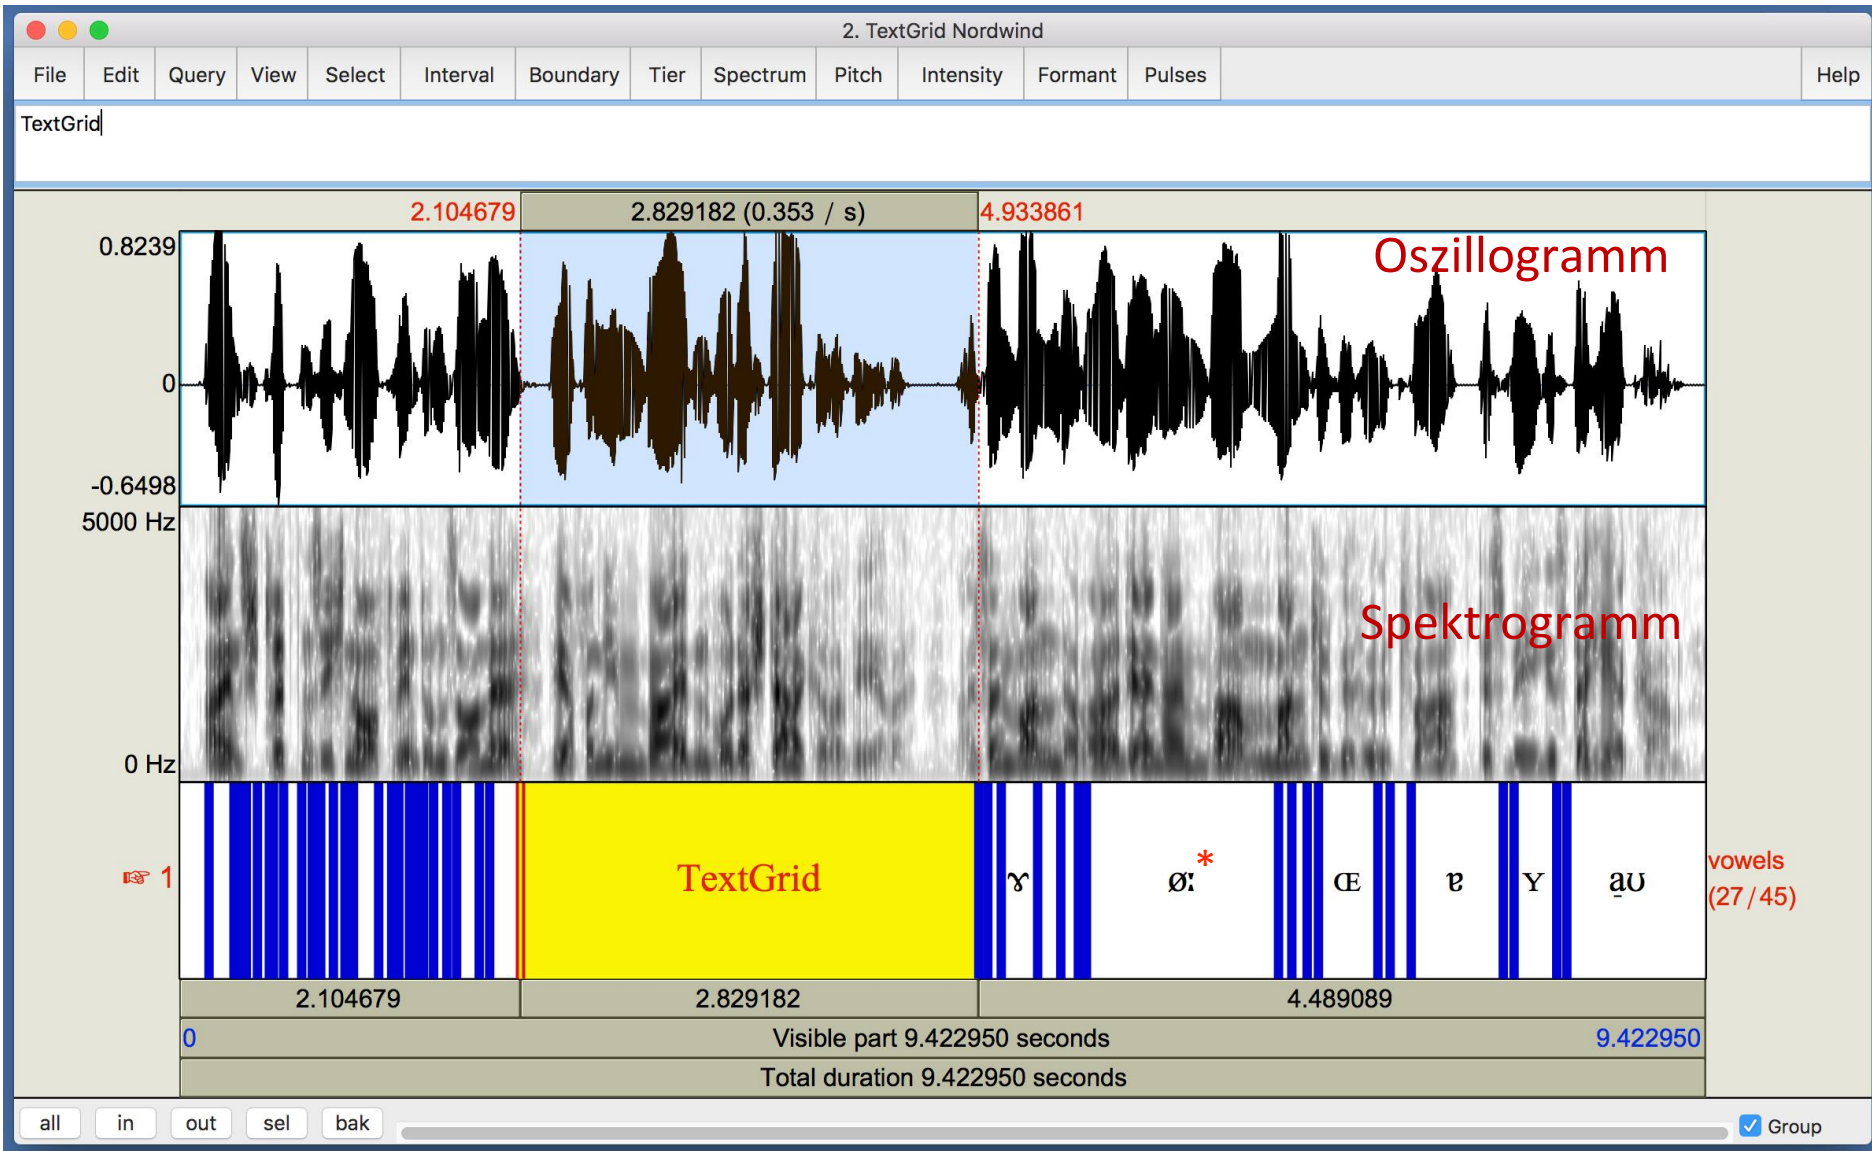 2. TextGrid Nordwind
File Edit Query View Select Interval Boundary Tier Spectrum Pitch Intensity Formant Pulses Help
TextGrid
2.104679 2.829182 (0.353 / s) 4.933861
0.8239
Oszillogramm
0
-0.6498
5000 Hz
Spektrogramm
0 Hz
☞ 1 TextGrid ɤ øː* Œ ɐ ʏ a̠ʊ vowels
(27/45)
2.104679 2.829182 4.489089
0 Visible part 9.422950 seconds 9.422950
Total duration 9.422950 seconds
all in out sel bak Group